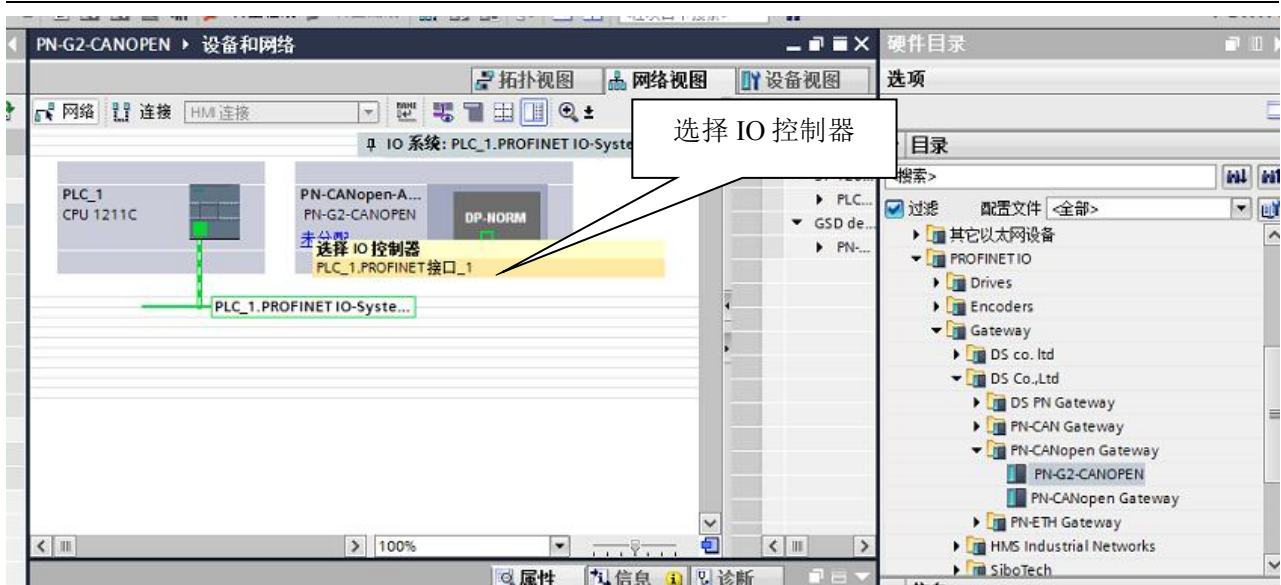 PN-G2-CANOPEN ▸ 设备和网络
拓扑视图
网络视图
设备视图
网络
连接
HMI 连接
IO 系统: PLC_1.PROFINET IO-Syste
选择 IO 控制器
PLC_1
CPU 1211C
PN-CANopen-A...
PN-G2-CANOPEN
DP-NORM
选择 IO 控制器
PLC_1.PROFINET接口_1
PLC_1.PROFINET IO-Syste...
PLC...
GSD de...
PN-...
100%
属性
信息
诊断
硬件目录
选项
目录
搜索>
过滤
配置文件
<全部>
其它以太网设备
PROFINET IO
Drives
Encoders
Gateway
DS co. ltd
DS Co.,Ltd
DS PN Gateway
PN-CAN Gateway
PN-CANopen Gateway
PN-G2-CANOPEN
PN-CANopen Gateway
PN-ETH Gateway
HMS Industrial Networks
SiboTech